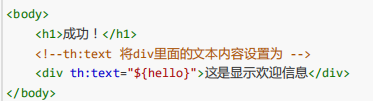 <body>
<h1>成功！</h1>
<!--th:text 将div里面的文本内容设置为 -->
<div th:text="${hello}">这是显示欢迎信息</div>
</body>